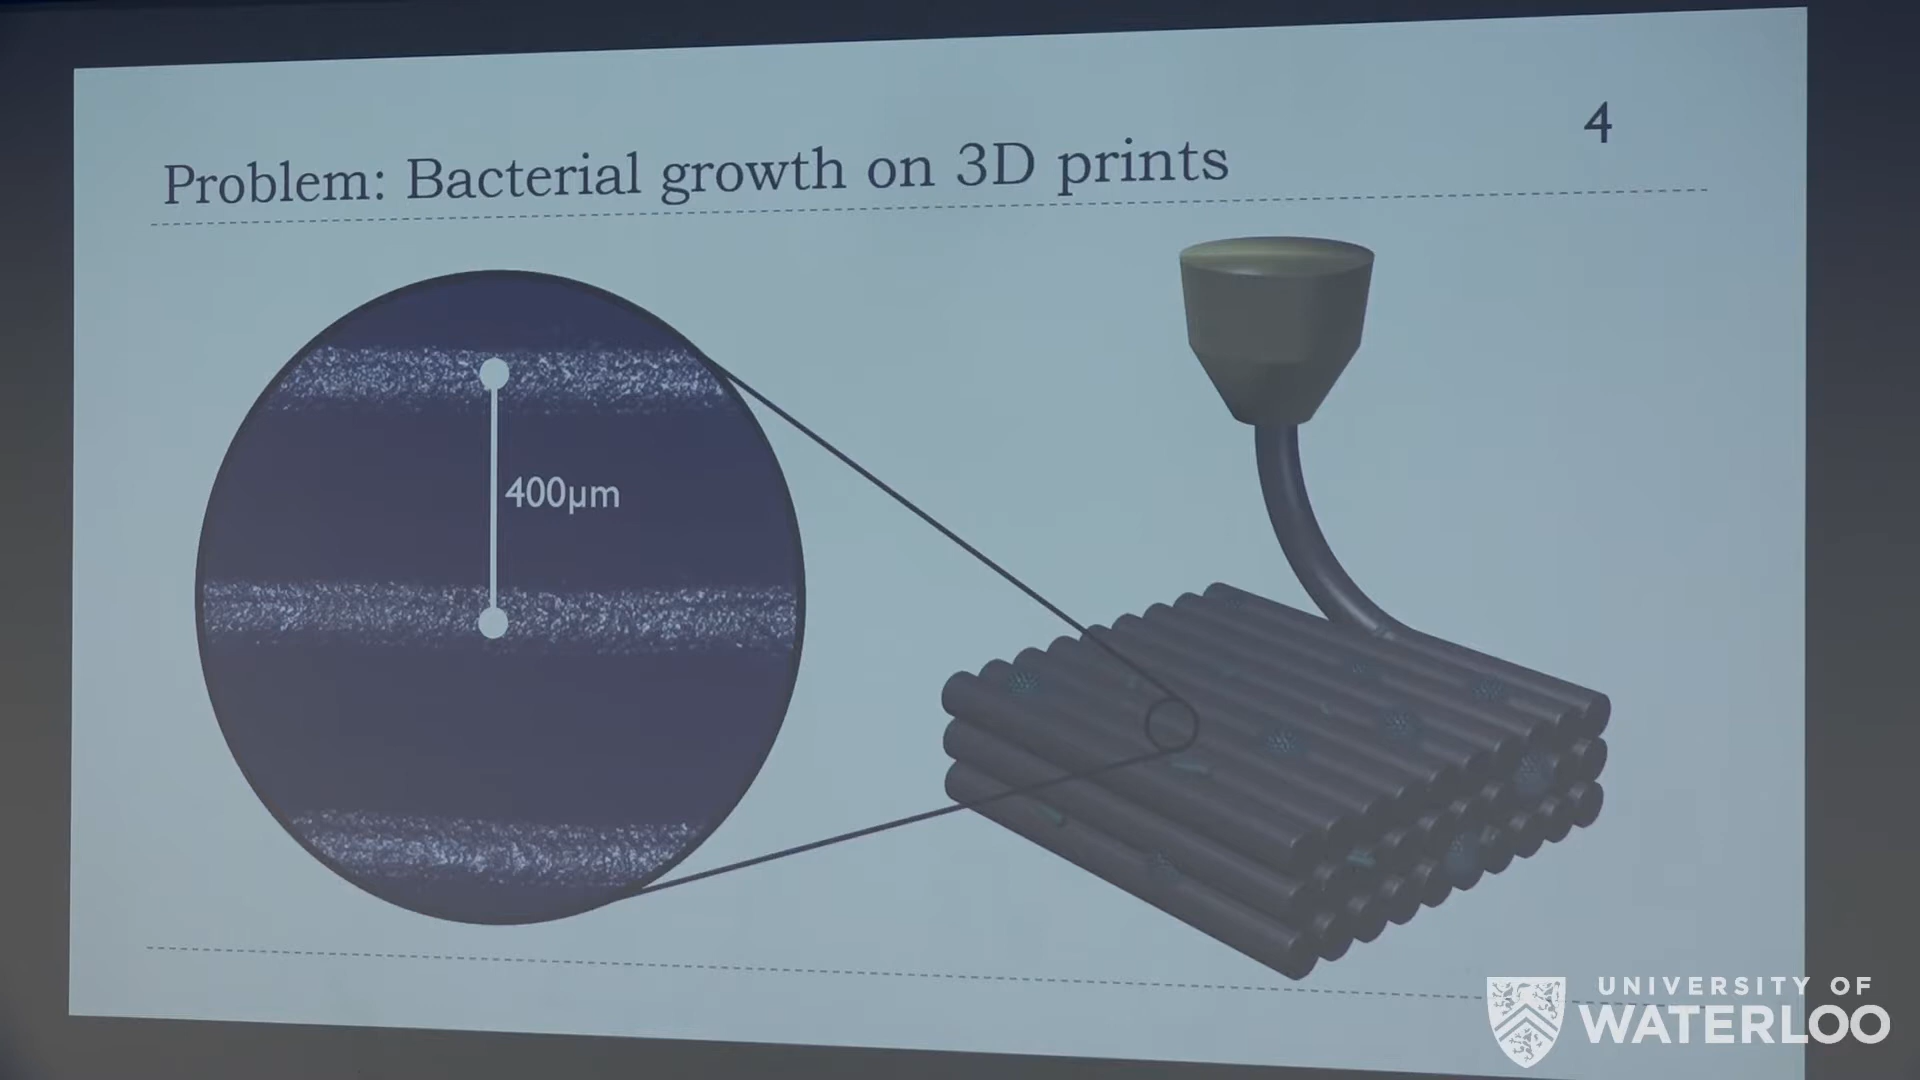 4
Problem: Bacterial growth on 3D prints
400µm
UNIVERSITY OF
WATERLOO